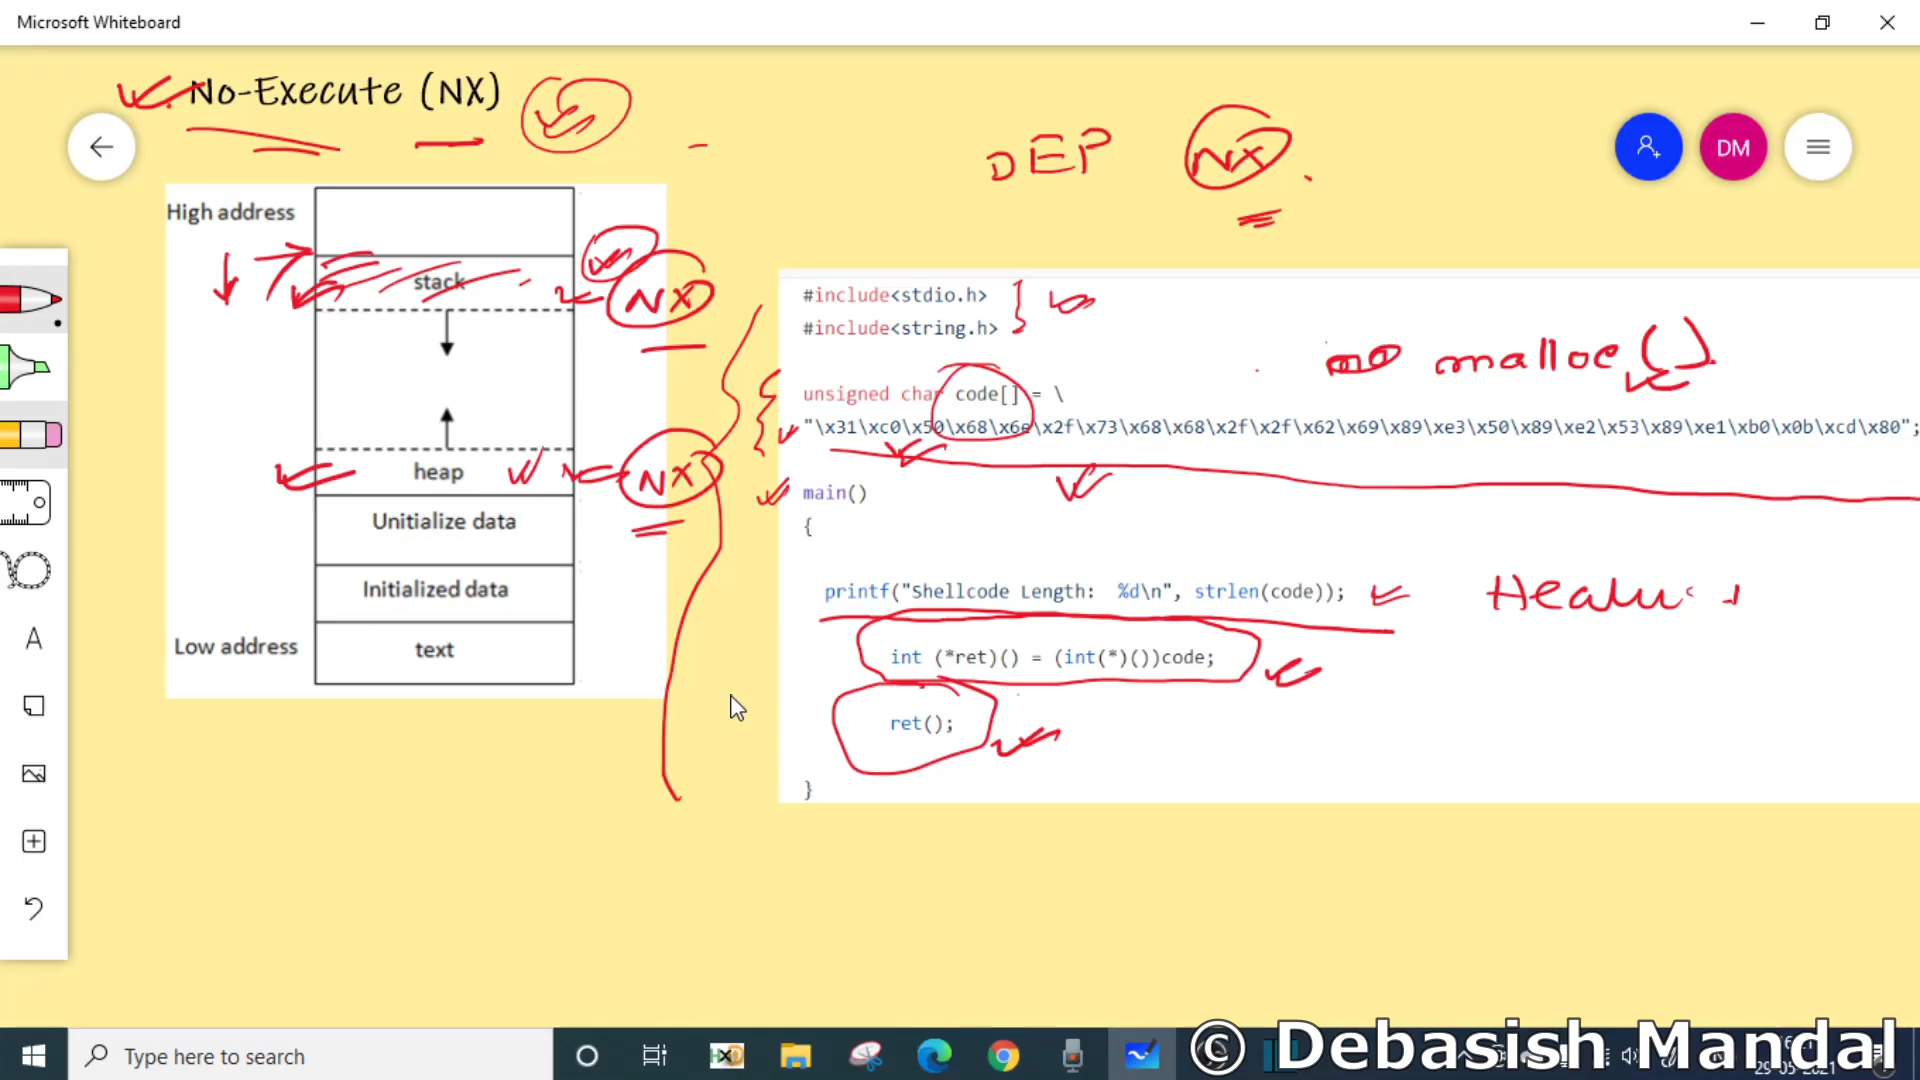 Microsoft Whiteboard
No-Execute (NX)
DEP NX
DM
High address
stack
NX
heap
NX
Unitialize data
Initialized data
Low address
text
#include<stdio.h>
#include<string.h>
malloc().
unsigned char code[] = \
"\x31\xc0\x50\x68\x6e\x2f\x73\x68\x68\x2f\x2f\x62\x69\x89\xe3\x50\x89\xe2\x53\x89\xe1\xb0\x0b\xcd\x80";
main()
{
printf("Shellcode Length: %d\n", strlen(code));
int (*ret)() = (int(*)())code;
ret();
}
A
Type here to search
© Debasish Mandal